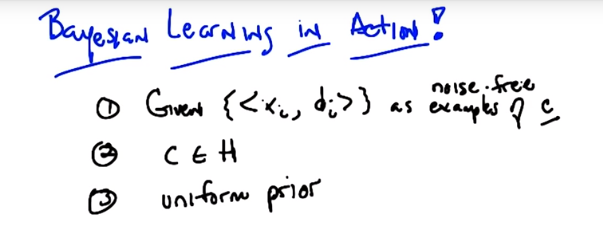 Bayesian Learning in Action!
① Given {<xᵢ, dᵢ>} as noise-free examples of c
② C ∈ H
③ uniform prior